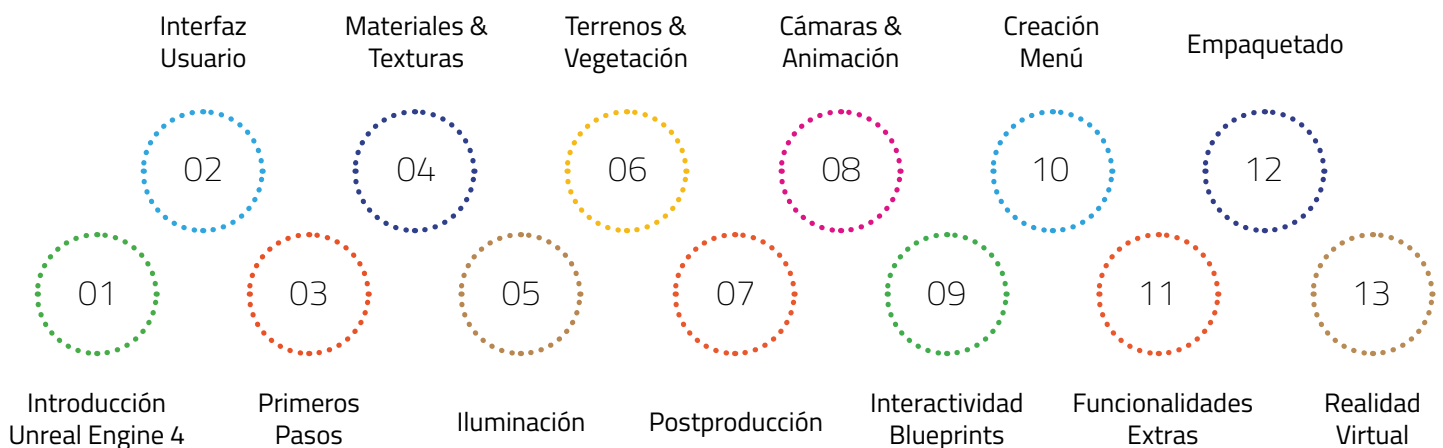 Interfaz
Usuario
Materiales &
Texturas
Terrenos &
Vegetación
Cámaras &
Animación
Creación
Menú
Empaquetado
02
04
06
08
10
12
01
03
05
07
09
11
13
Introducción
Unreal Engine 4
Primeros
Pasos
Iluminación
Postproducción
Interactividad
Blueprints
Funcionalidades
Extras
Realidad
Virtual